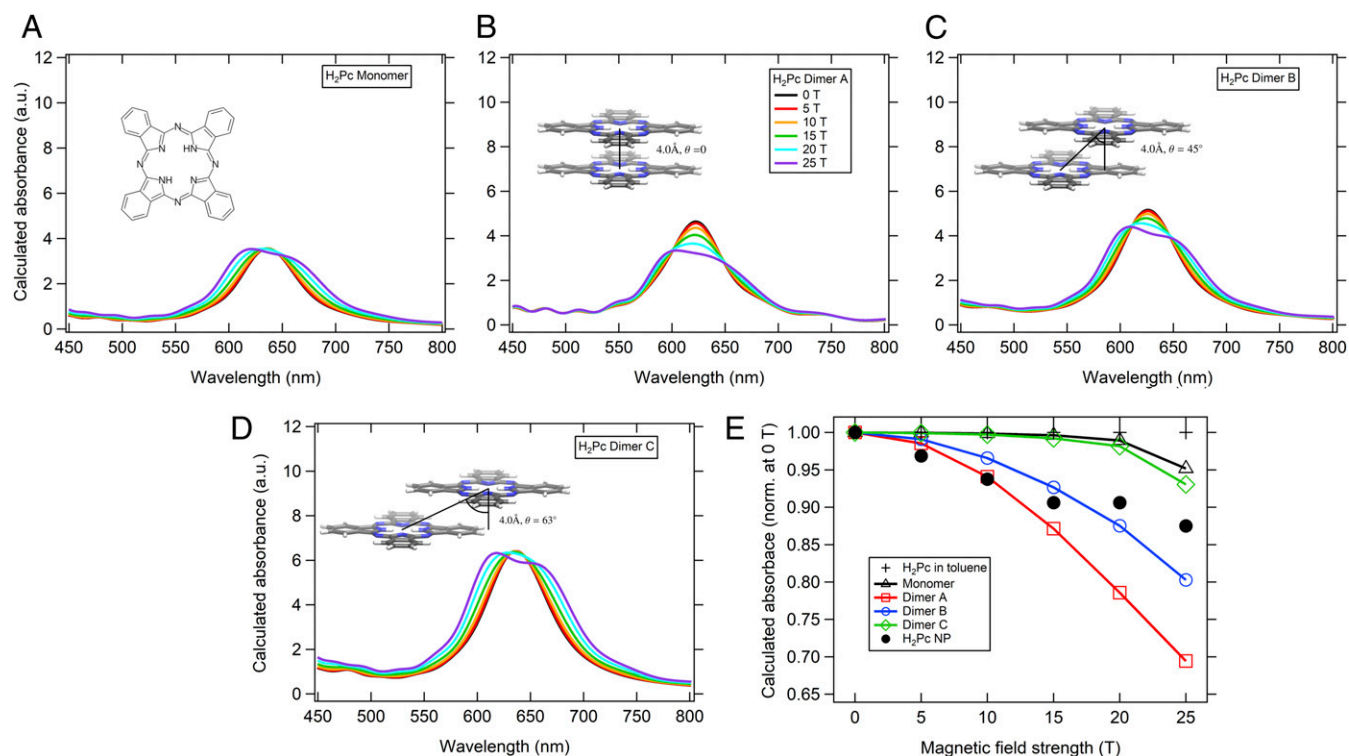 A
12
10
8
6
4
2
0
Calculated absorbance (a.u.)
H₂Pc Monomer
N
N
HN
N
N
N
NH
N
450 500 550 600 650 700 750 800
Wavelength (nm)
B
12
10
8
6
4
2
0
H₂Pc Dimer A
0 T
5 T
10 T
15 T
20 T
25 T
4.0Å, θ =0
450 500 550 600 650 700 750 800
Wavelength (nm)
C
12
10
8
6
4
2
0
H₂Pc Dimer B
4.0Å, θ = 45°
450 500 550 600 650 700 750 800
Wavelength (nm)
D
12
10
8
6
4
2
0
Calculated absorbance (a.u.)
H₂Pc Dimer C
4.0Å, θ = 63°
450 500 550 600 650 700 750 800
Wavelength (nm)
E
1.00
0.95
0.90
0.85
0.80
0.75
0.70
0.65
Calculated absorbace (norm. at 0 T)
H₂Pc in toluene
Monomer
Dimer A
Dimer B
Dimer C
H₂Pc NP
0 5 10 15 20 25
Magnetic field strength (T)